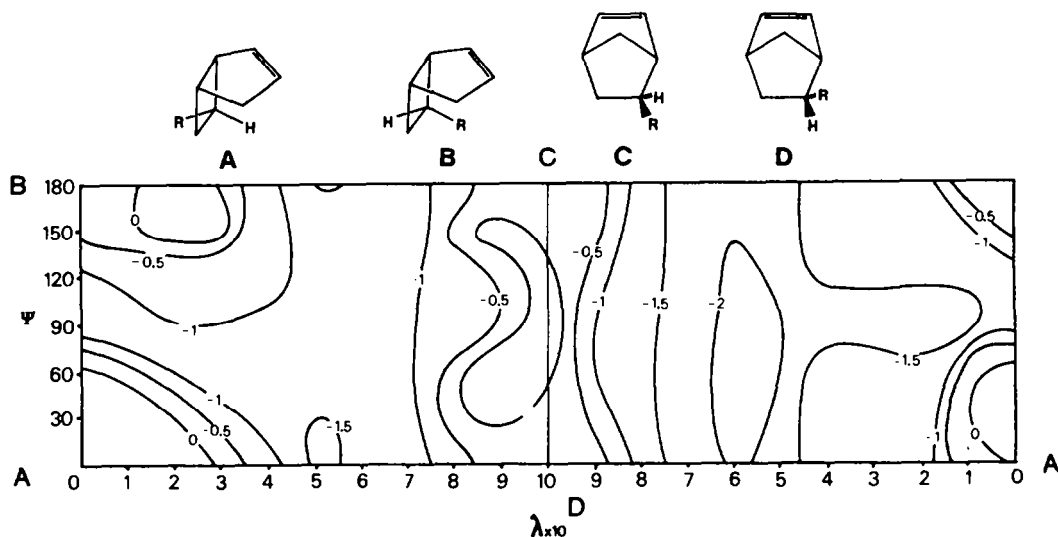 R H
H R
H
R
R
H
A B C C D
B 180
150
120
Ψ 90
60
30
A
0 -0.5 -1
0 -0.5 -1
-1.5
-1 -0.5
-0.5 -1 -1.5 -2
-1.5
-0.5 -1
-1 0
0 1 2 3 4 5 6 7 8 9 10 9 8 7 6 5 4 3 2 1 0 A
D
λx10